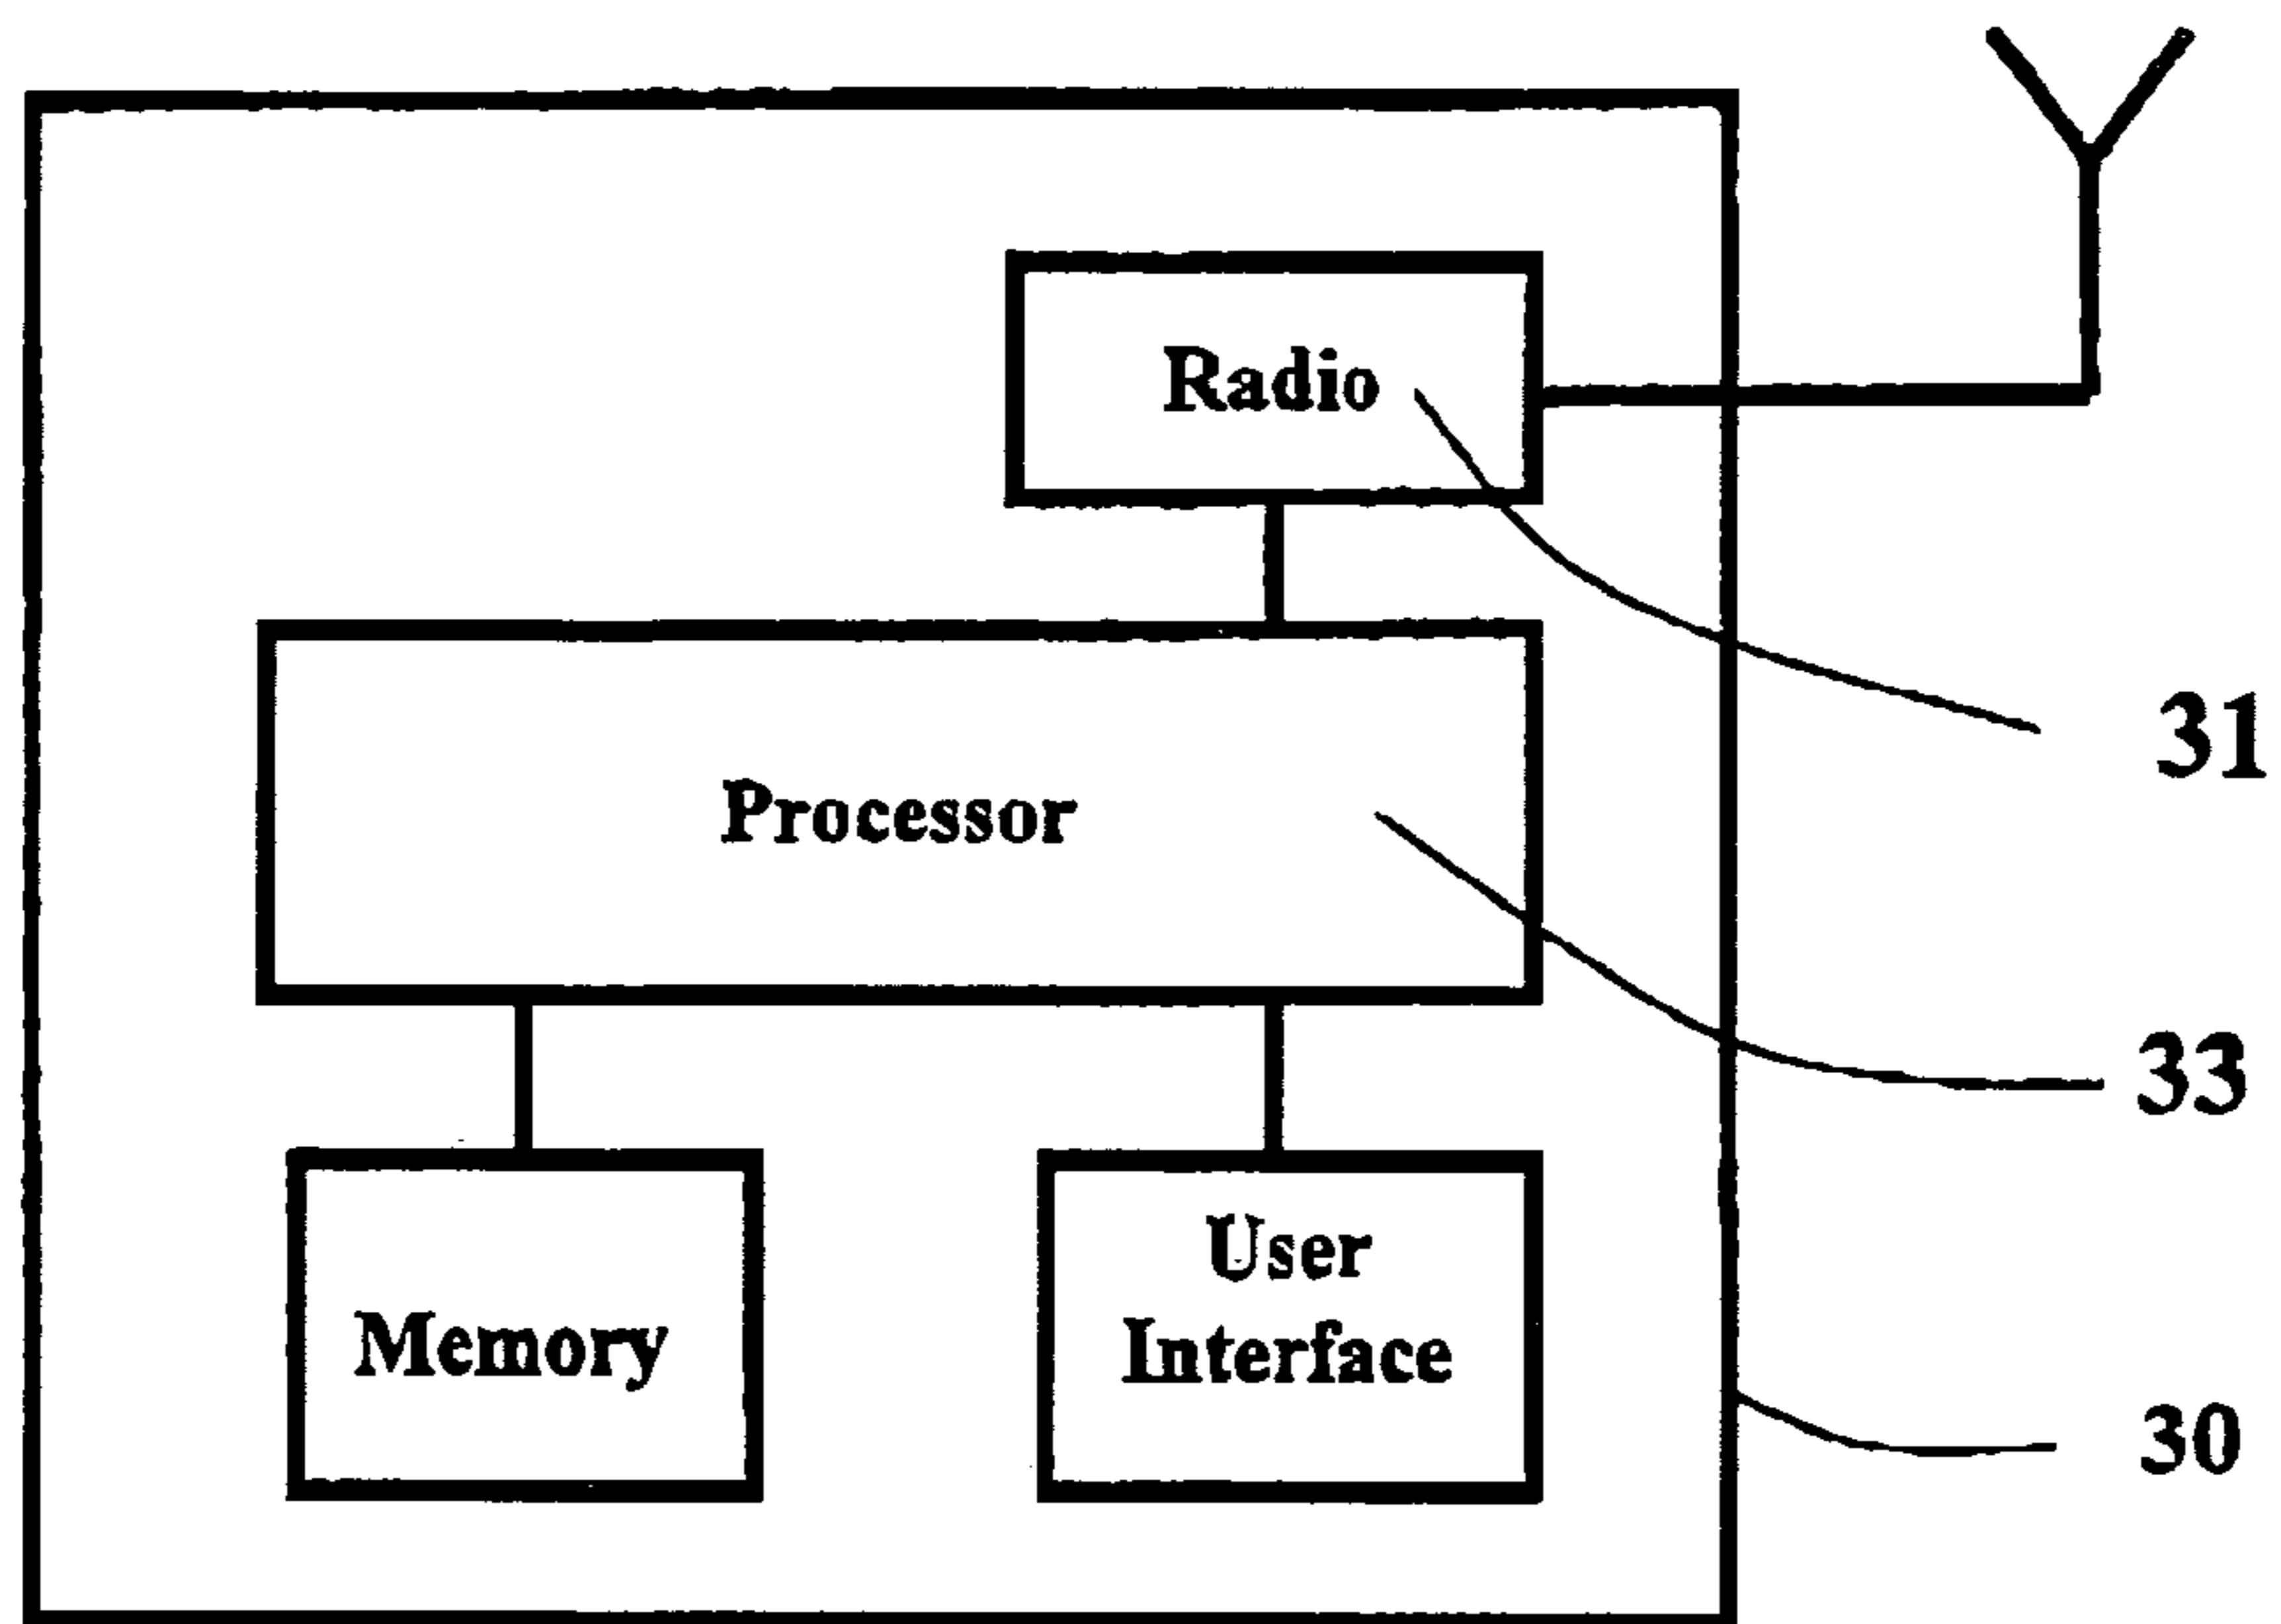 Radio
31
Processor
33
Memory
User
Interface
30